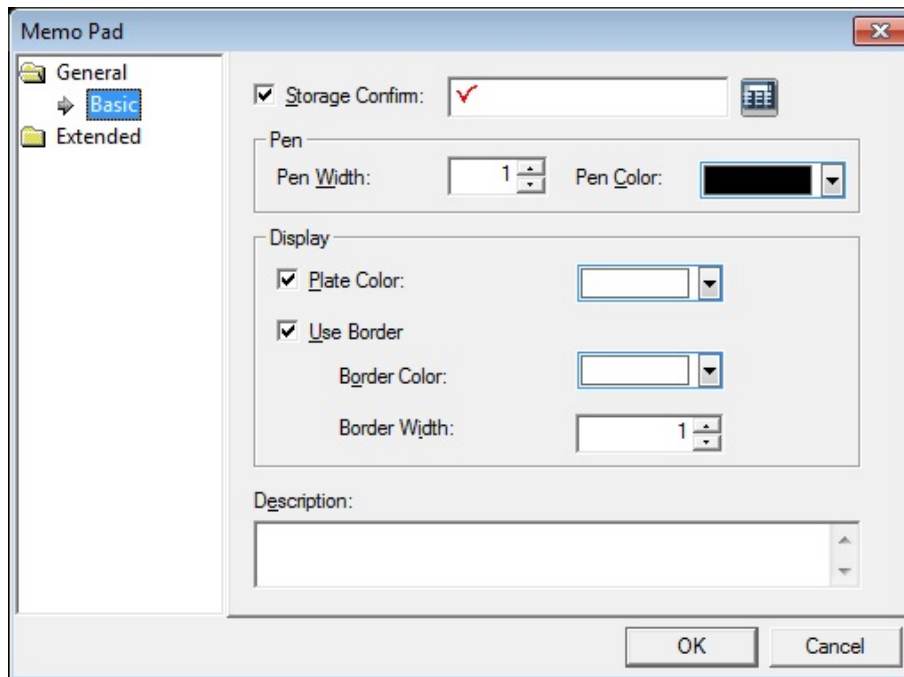 Memo Pad
General
Basic
Extended
Storage Confirm:
Pen
Pen Width: 1 Pen Color:
Display
Plate Color:
Use Border
Border Color:
Border Width: 1
Description:
OK Cancel